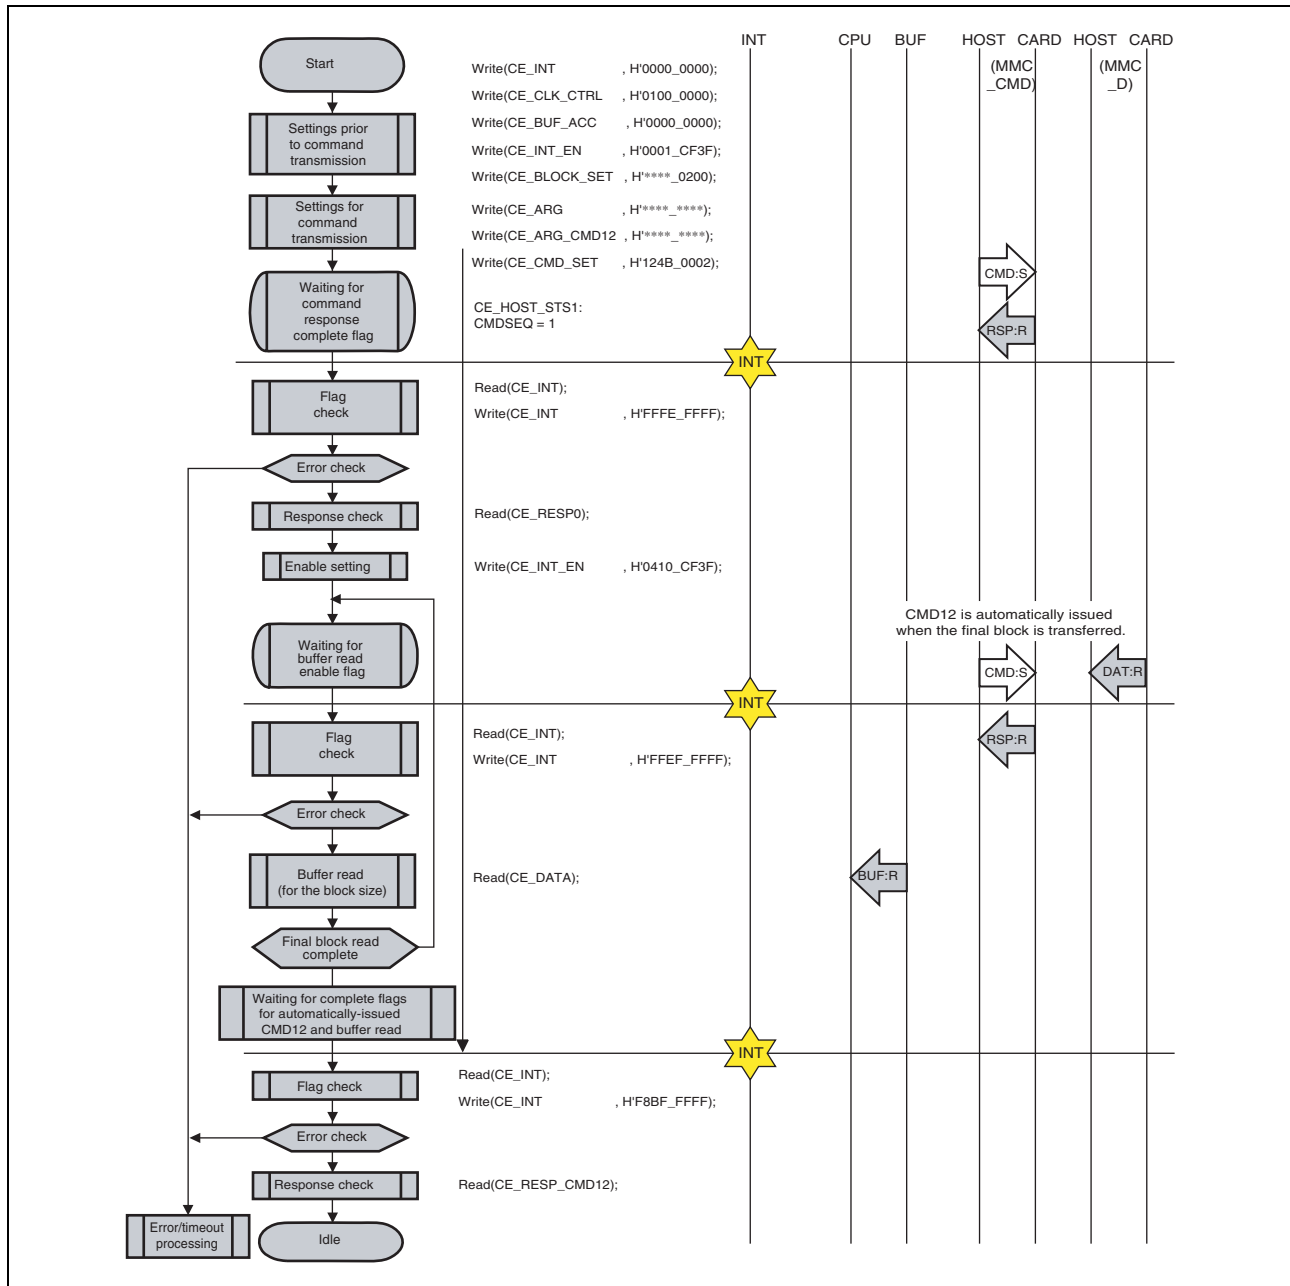 INT CPU BUF HOST CARD HOST CARD
(MMC _CMD) (MMC _D)
Start
Write(CE_INT , H'0000_0000);
Write(CE_CLK_CTRL , H'0100_0000);
Settings prior to command transmission
Write(CE_BUF_ACC , H'0000_0000);
Write(CE_INT_EN , H'0001_CF3F);
Write(CE_BLOCK_SET , H'****_0200);
Settings for command transmission
Write(CE_ARG , H'****_****);
Write(CE_ARG_CMD12 , H'****_****);
Write(CE_CMD_SET , H'124B_0002);
CMD:S
Waiting for command response complete flag
CE_HOST_STS1:
CMDSEQ = 1
RSP:R
INT
Flag check
Read(CE_INT);
Write(CE_INT , H'FFFE_FFFF);
Error check
Response check
Read(CE_RESP0);
Enable setting
Write(CE_INT_EN , H'0410_CF3F);
CMD12 is automatically issued
when the final block is transferred.
Waiting for buffer read enable flag
CMD:S DAT:R
INT
Flag check
Read(CE_INT);
Write(CE_INT , H'FFEF_FFFF);
RSP:R
Error check
Buffer read (for the block size)
Read(CE_DATA);
BUF:R
Final block read complete
Waiting for complete flags for automatically-issued CMD12 and buffer read
INT
Flag check
Read(CE_INT);
Write(CE_INT , H'F8BF_FFFF);
Error check
Response check
Read(CE_RESP_CMD12);
Error/timeout processing
Idle